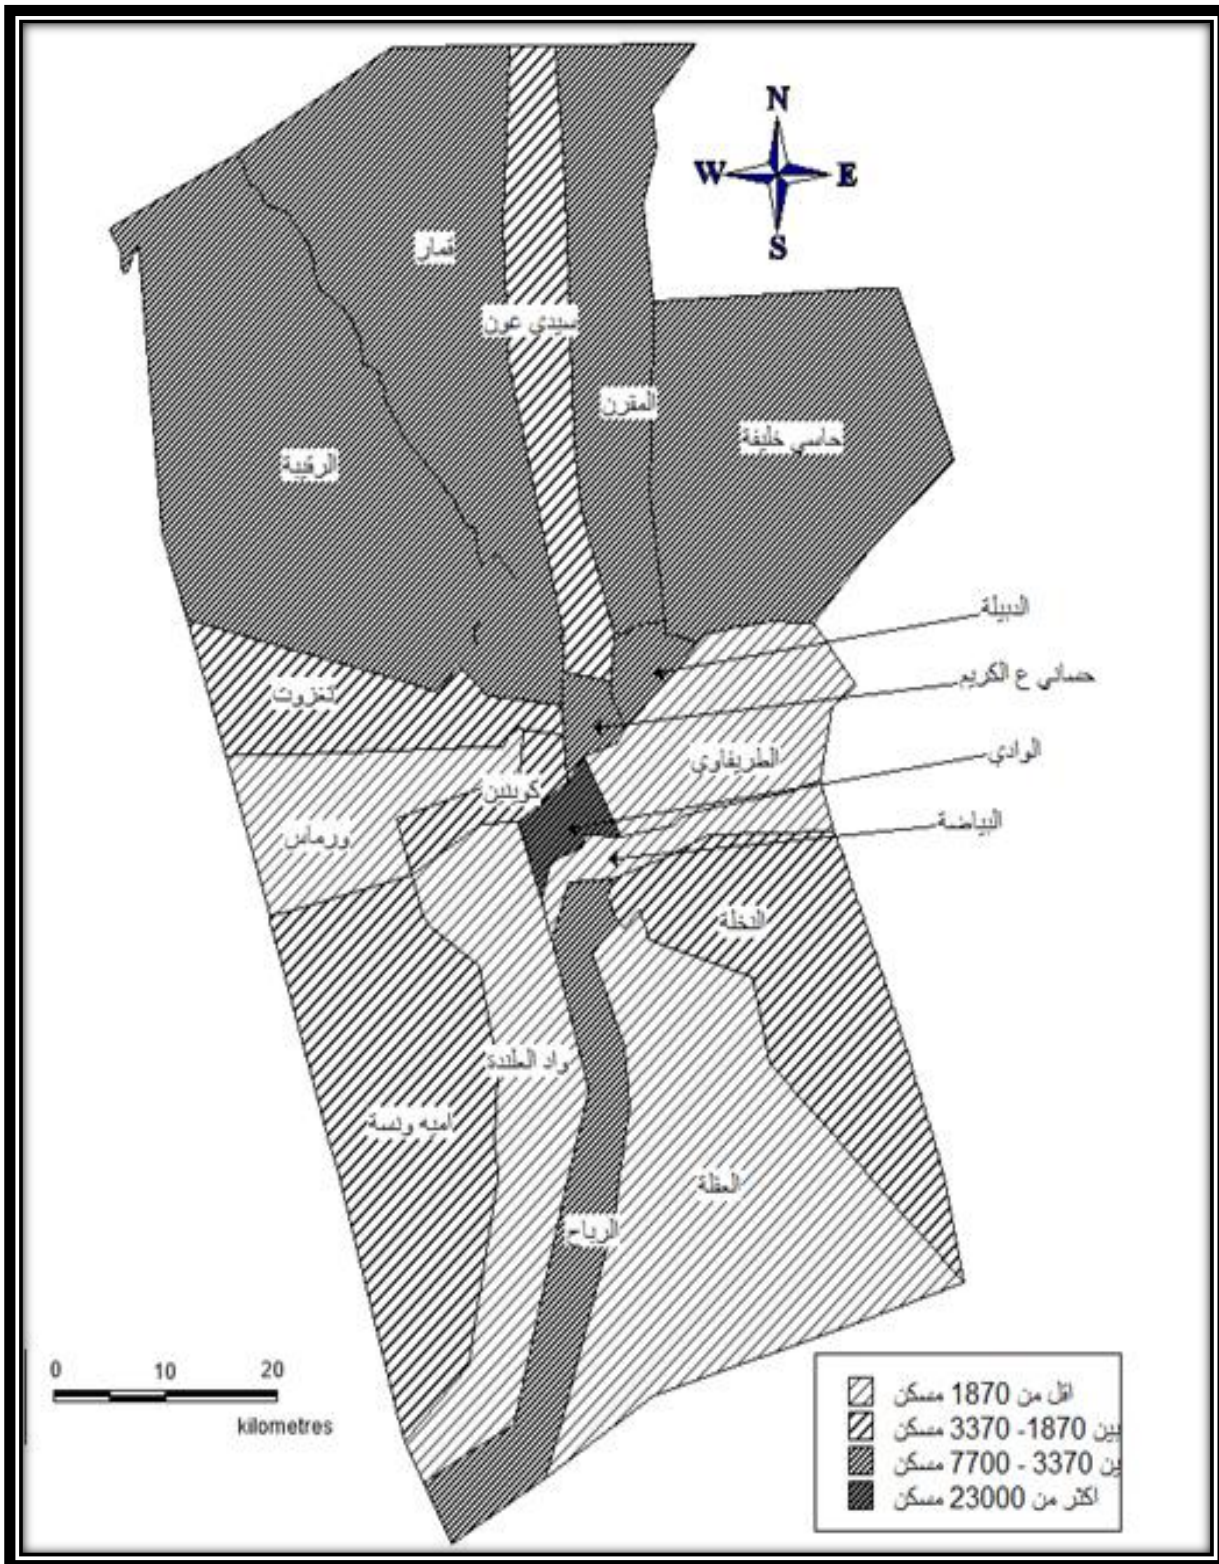 N
W E
S
قمار
سيدي عون
المقرن
حاسي خليفة
الرقيبة
الدبيلة
حساني ع الكريم
تغزوت
الوادي
الطريفاوي
كوينين
البياضة
ورماس
النخلة
واد العلندة
اميه ونسة
العقلة
الرباح
0 10 20
kilometres
اقل من 1870 مسكن
بين 1870- 3370 مسكن
ين 3370 - 7700 مسكن
اكثر من 23000 مسكن